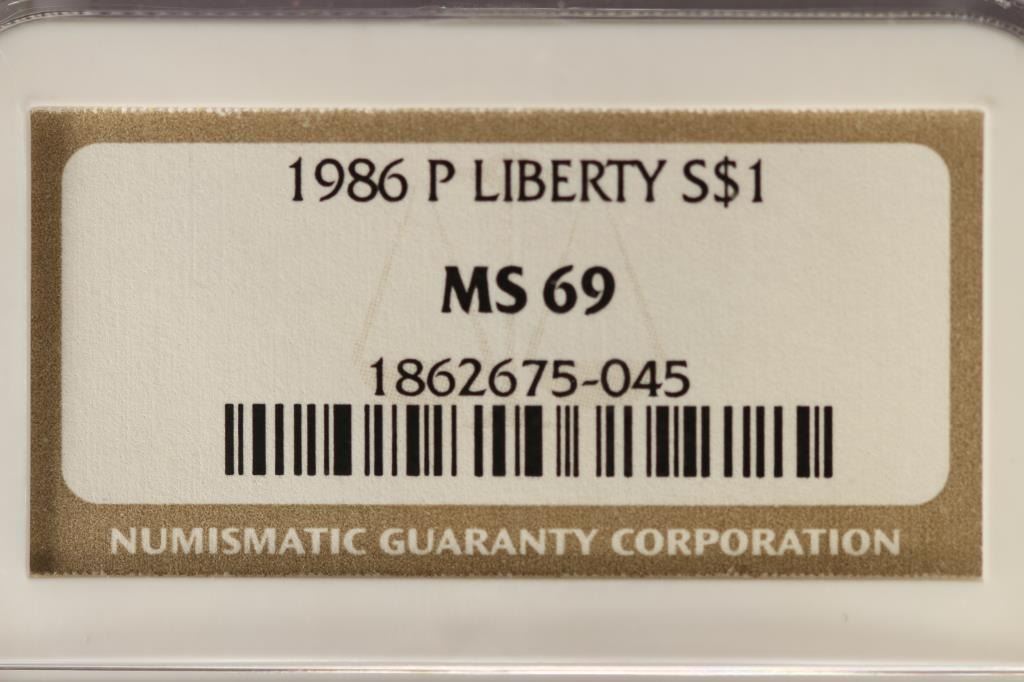 1986 P LIBERTY S$1
MS 69
1862675-045
NUMISMATIC GUARANTY CORPORATION